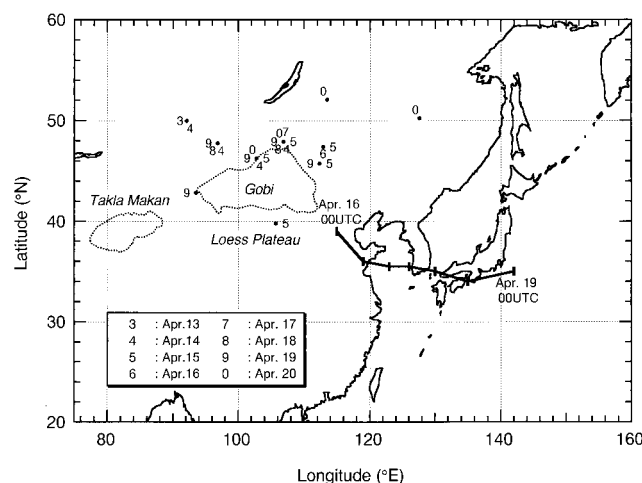 60
50
40
30
20
Latitude (°N)
80
100
120
140
160
Longitude (°E)
0
0
3 4
9
8 4
0 7
9 5
8 4
0
9 5
4
5
6
9 5
9
Gobi
Takla Makan
5
Loess Plateau
Apr. 16
00UTC
Apr. 19
00UTC
3 : Apr.13 7 : Apr. 17
4 : Apr.14 8 : Apr. 18
5 : Apr.15 9 : Apr. 19
6 : Apr.16 0 : Apr. 20